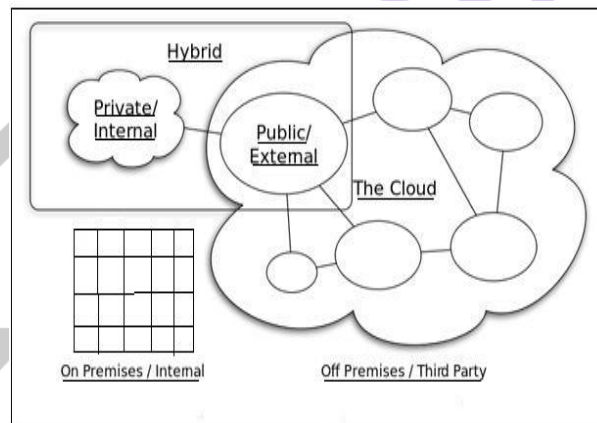 Hybrid
Private/
Internal
Public/
External
The Cloud
On Premises / Internal
Off Premises / Third Party